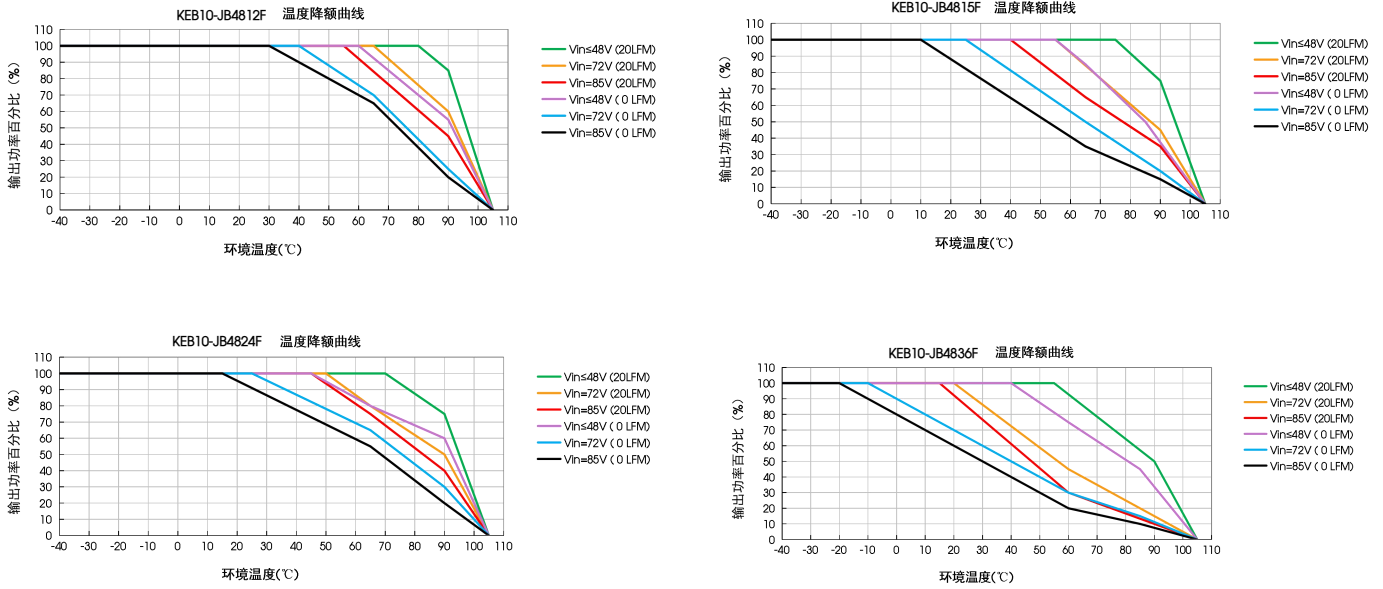 KEB10-JB4812F 温度降额曲线
输出功率百分比（%）
110
100
90
80
70
60
50
40
30
20
10
0
-40 -30 -20 -10 0 10 20 30 40 50 60 70 80 90 100 110
环境温度(℃)
Vin≤48V (20LFM)
Vin=72V (20LFM)
Vin=85V (20LFM)
Vin≤48V ( 0 LFM)
Vin=72V ( 0 LFM)
Vin=85V ( 0 LFM)
KEB10-JB4815F 温度降额曲线
输出功率百分比（%）
110
100
90
80
70
60
50
40
30
20
10
0
-40 -30 -20 -10 0 10 20 30 40 50 60 70 80 90 100 110
环境温度(℃)
Vin≤48V (20LFM)
Vin=72V (20LFM)
Vin=85V (20LFM)
Vin≤48V ( 0 LFM)
Vin=72V ( 0 LFM)
Vin=85V ( 0 LFM)
KEB10-JB4824F 温度降额曲线
输出功率百分比（%）
110
100
90
80
70
60
50
40
30
20
10
0
-40 -30 -20 -10 0 10 20 30 40 50 60 70 80 90 100 110
环境温度(℃)
Vin≤48V (20LFM)
Vin=72V (20LFM)
Vin=85V (20LFM)
Vin≤48V ( 0 LFM)
Vin=72V ( 0 LFM)
Vin=85V ( 0 LFM)
KEB10-JB4836F 温度降额曲线
输出功率百分比（%）
110
100
90
80
70
60
50
40
30
20
10
0
-40 -30 -20 -10 0 10 20 30 40 50 60 70 80 90 100 110
环境温度(℃)
Vin≤48V (20LFM)
Vin=72V (20LFM)
Vin=85V (20LFM)
Vin≤48V ( 0 LFM)
Vin=72V ( 0 LFM)
Vin=85V ( 0 LFM)